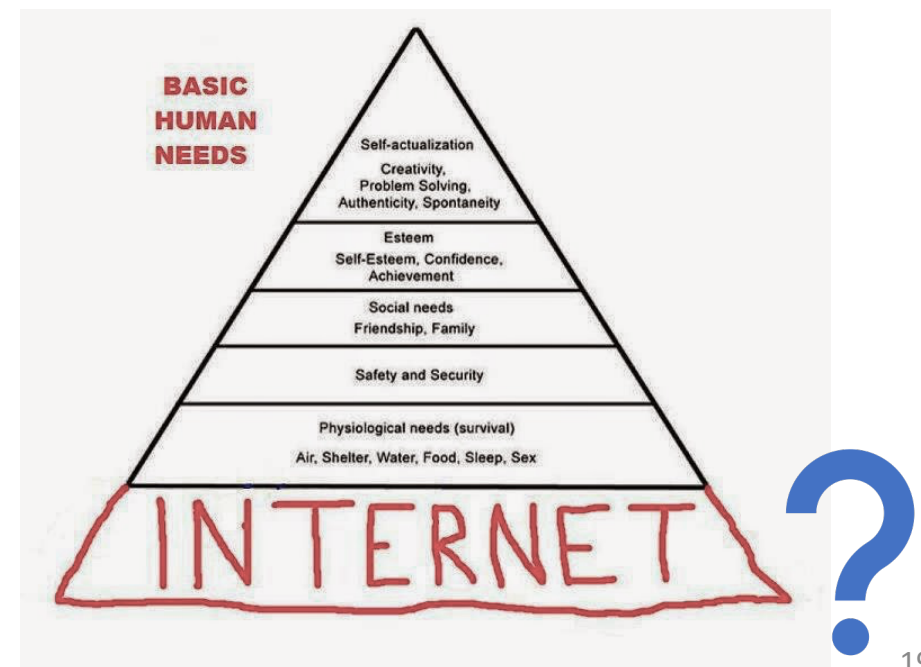 BASIC
HUMAN
NEEDS
Self-actualization
Creativity,
Problem Solving,
Authenticity, Spontaneity
Esteem
Self-Esteem, Confidence,
Achievement
Social needs
Friendship, Family
Safety and Security
Physiological needs (survival)
Air, Shelter, Water, Food, Sleep, Sex
INTERNET
?